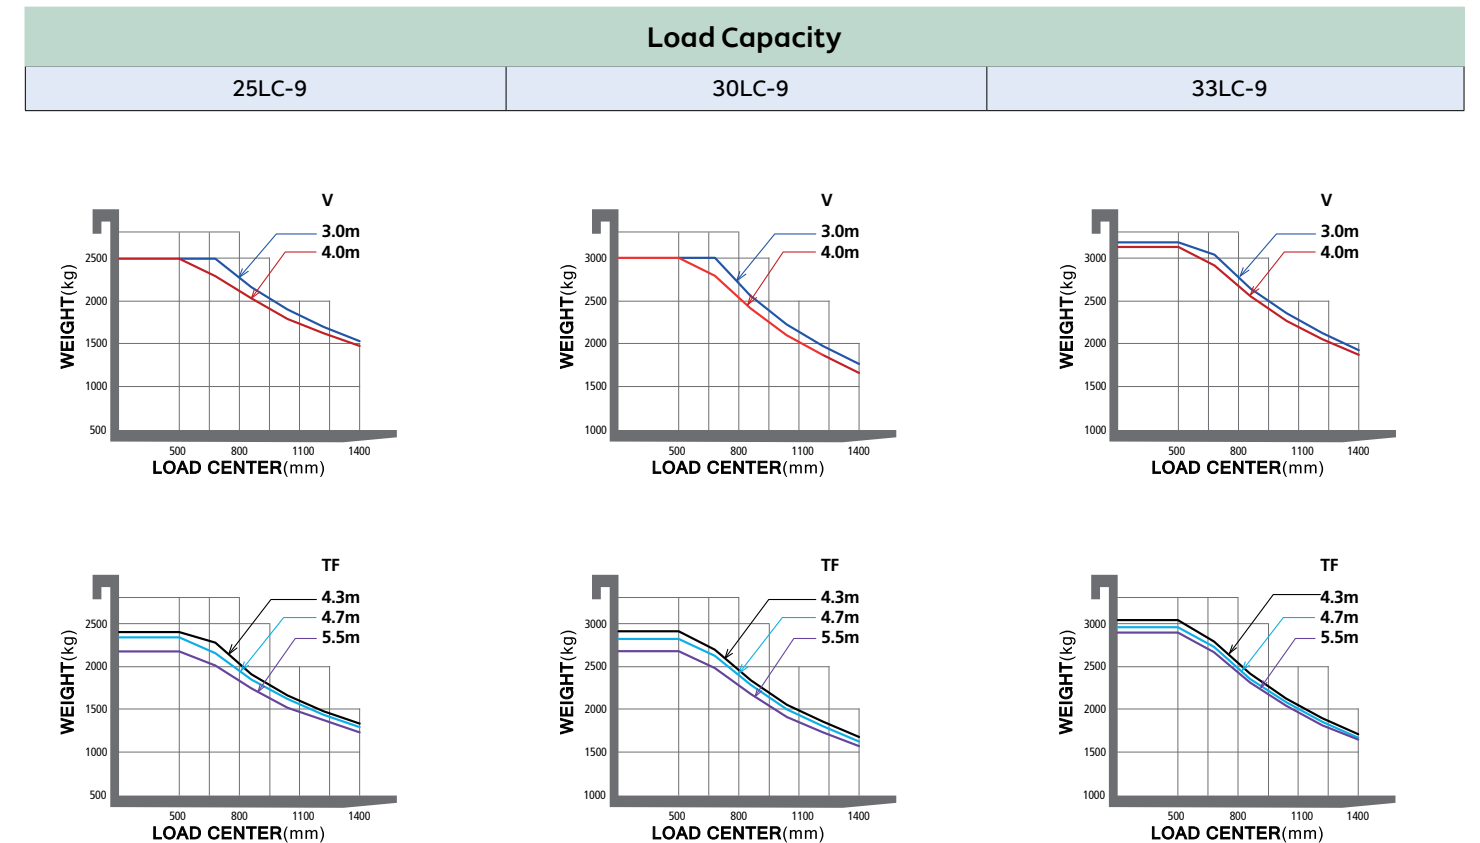 Load Capacity
25LC-9 30LC-9 33LC-9
V
3.0m
4.0m
2500
2000
1500
1000
500
WEIGHT(kg)
500 800 1100 1400
LOAD CENTER(mm)
V
3.0m
4.0m
3000
2500
2000
1500
1000
WEIGHT(kg)
500 800 1100 1400
LOAD CENTER(mm)
V
3.0m
4.0m
3000
2500
2000
1500
1000
WEIGHT(kg)
500 800 1100 1400
LOAD CENTER(mm)
TF
4.3m
4.7m
5.5m
2500
2000
1500
1000
500
WEIGHT(kg)
500 800 1100 1400
LOAD CENTER(mm)
TF
4.3m
4.7m
5.5m
3000
2500
2000
1500
1000
WEIGHT(kg)
500 800 1100 1400
LOAD CENTER(mm)
TF
4.3m
4.7m
5.5m
3000
2500
2000
1500
1000
WEIGHT(kg)
500 800 1100 1400
LOAD CENTER(mm)